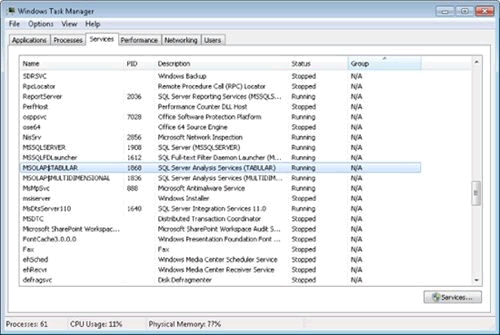 Windows Task Manager
File Options View Help
Applications Processes Services Performance Networking Users
Name PID Description Status Group
SDRSVC Windows Backup Stopped N/A
RpcLocator Remote Procedure Call (RPC) Locator Stopped N/A
ReportServer 2036 SQL Server Reporting Services (MSSQLS... Running N/A
PerfHost Performance Counter DLL Host Stopped N/A
osppsvc 7028 Office Software Protection Platform Running N/A
ose64 Office 64 Source Engine Stopped N/A
NisSrv 2856 Microsoft Network Inspection Running N/A
MSSQLSERVER 1908 SQL Server (MSSQLSERVER) Running N/A
MSSQLFDLauncher 1612 SQL Full-text Filter Daemon Launcher (M... Running N/A
MSOLAP$TABULAR 1868 SQL Server Analysis Services (TABULAR) Running N/A
MSOLAP$MULTIDIMENSIONAL 1836 SQL Server Analysis Services (MULTIDIM... Running N/A
MsMpSvc 888 Microsoft Antimalware Service Running N/A
msiserver Windows Installer Stopped N/A
MsDtsServer110 1640 SQL Server Integration Services 11.0 Running N/A
MSDTC Distributed Transaction Coordinator Stopped N/A
Microsoft SharePoint Workspac... Microsoft SharePoint Workspace Audit S... Stopped N/A
FontCache3.0.0.0 Windows Presentation Foundation Font ... Stopped N/A
Fax Fax Stopped N/A
ehSched Windows Media Center Scheduler Service Stopped N/A
ehRecvr Windows Media Center Receiver Service Stopped N/A
defragsvc Disk Defragmenter Stopped N/A
Services...
Processes: 61 CPU Usage: 11% Physical Memory: 77%